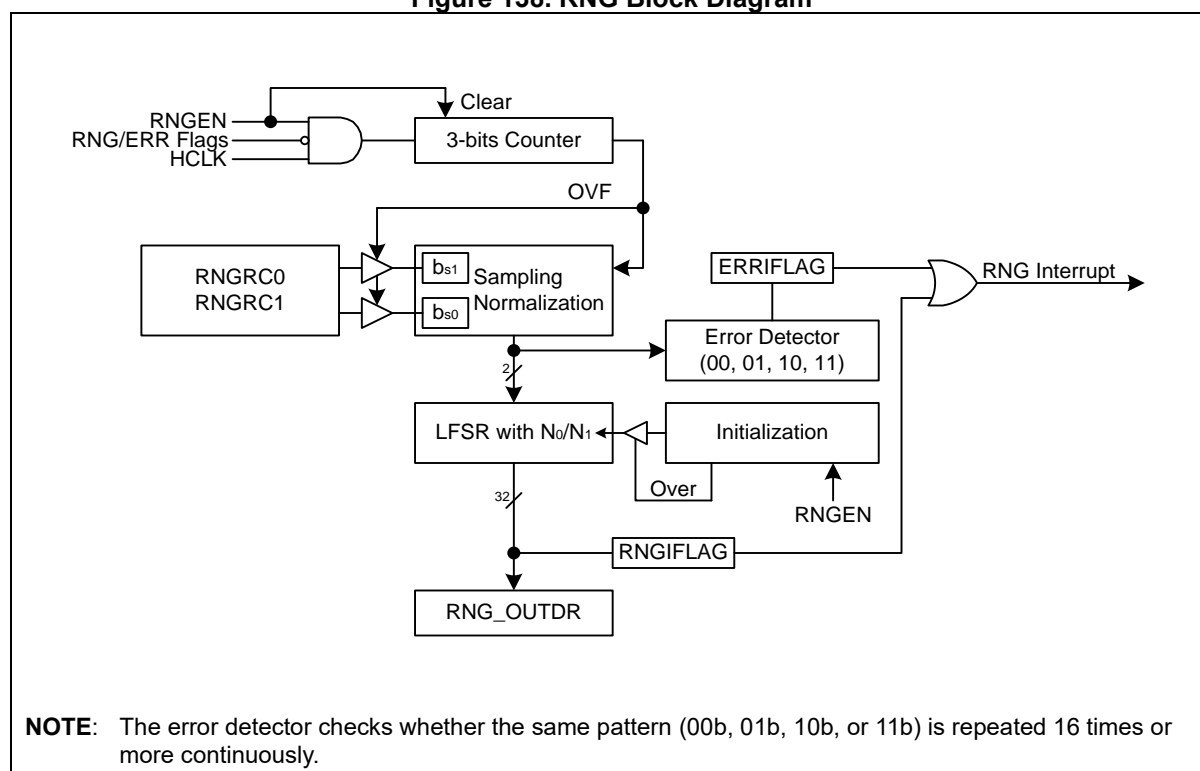 Figure 138. RNG Block Diagram
Clear
RNGEN
RNG/ERR Flags
HCLK
3-bits Counter
OVF
RNGRC0
RNGRC1
bs1
bs0
Sampling
Normalization
ERRIFLAG
RNG Interrupt
Error Detector
(00, 01, 10, 11)
2
LFSR with N0/N1
Initialization
Over
32
RNGEN
RNGIFLAG
RNG_OUTDR
NOTE: The error detector checks whether the same pattern (00b, 01b, 10b, or 11b) is repeated 16 times or
more continuously.